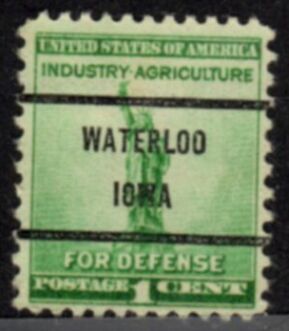 UNITED STATES OF AMERICA
INDUSTRY·AGRICULTURE
WATERLOO
IOWA
FOR DEFENSE
POSTAGE 1 CENT